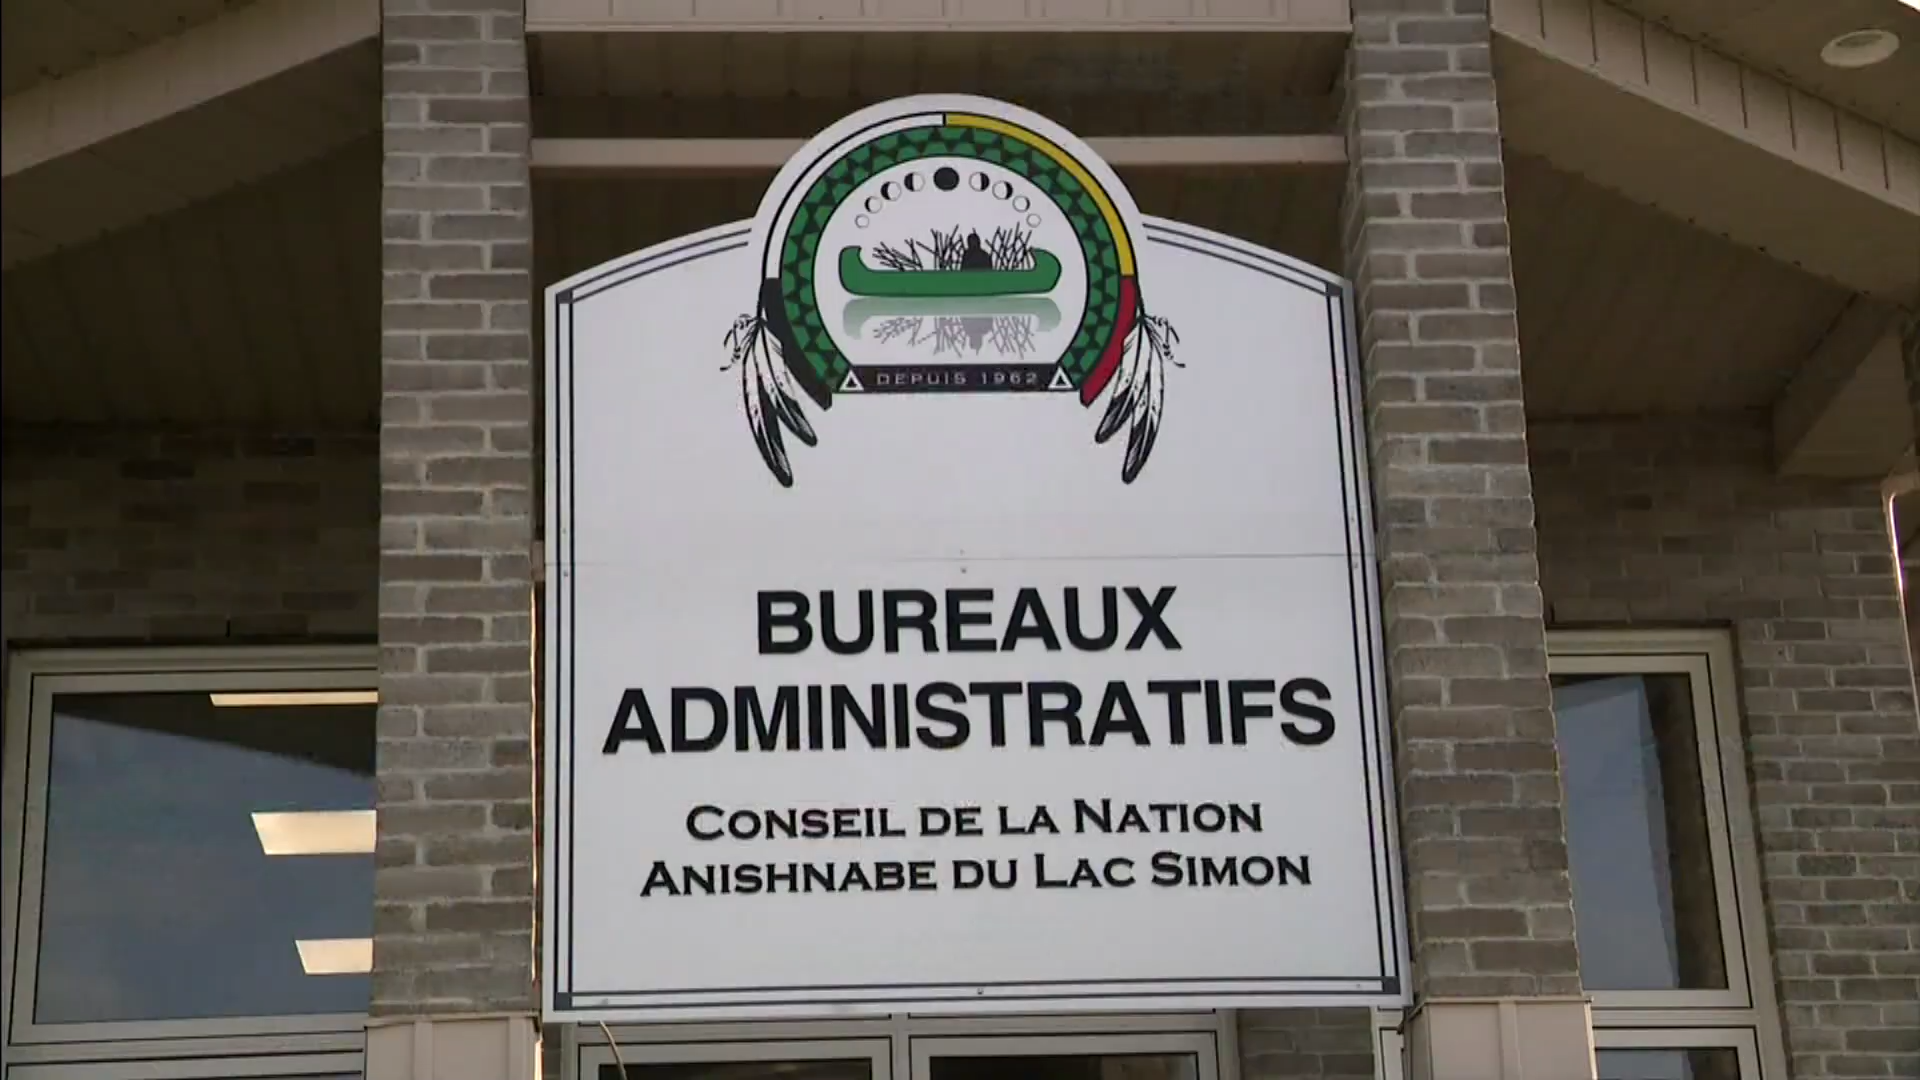 DEPUIS 1962
BUREAUX
ADMINISTRATIFS
CONSEIL DE LA NATION
ANISHNABE DU LAC SIMON